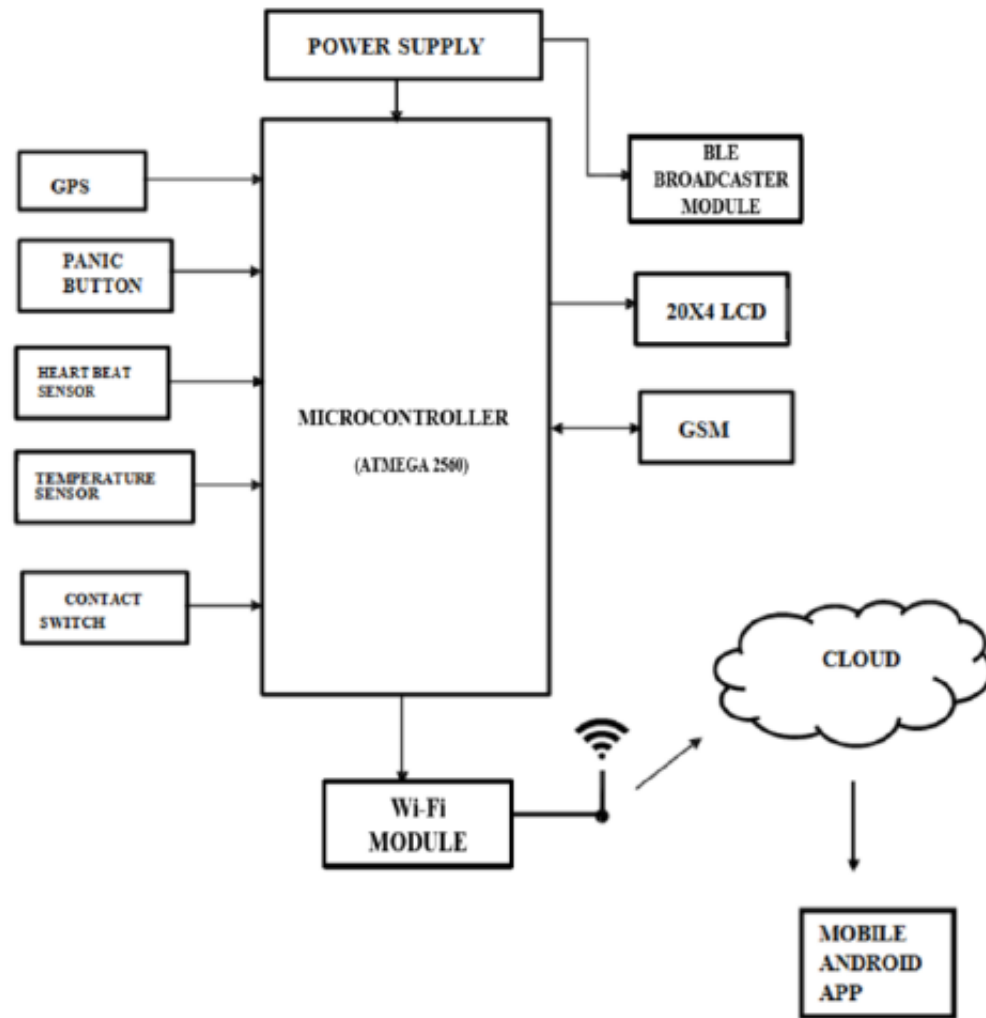 POWER SUPPLY
BLE
BROADCASTER
MODULE
GPS
PANIC
BUTTON
20X4 LCD
HEART BEAT
SENSOR
MICROCONTROLLER
(ATMEGA 2560)
GSM
TEMPERATURE
SENSOR
CONTACT
SWITCH
CLOUD
Wi-Fi
MODULE
MOBILE
ANDROID
APP